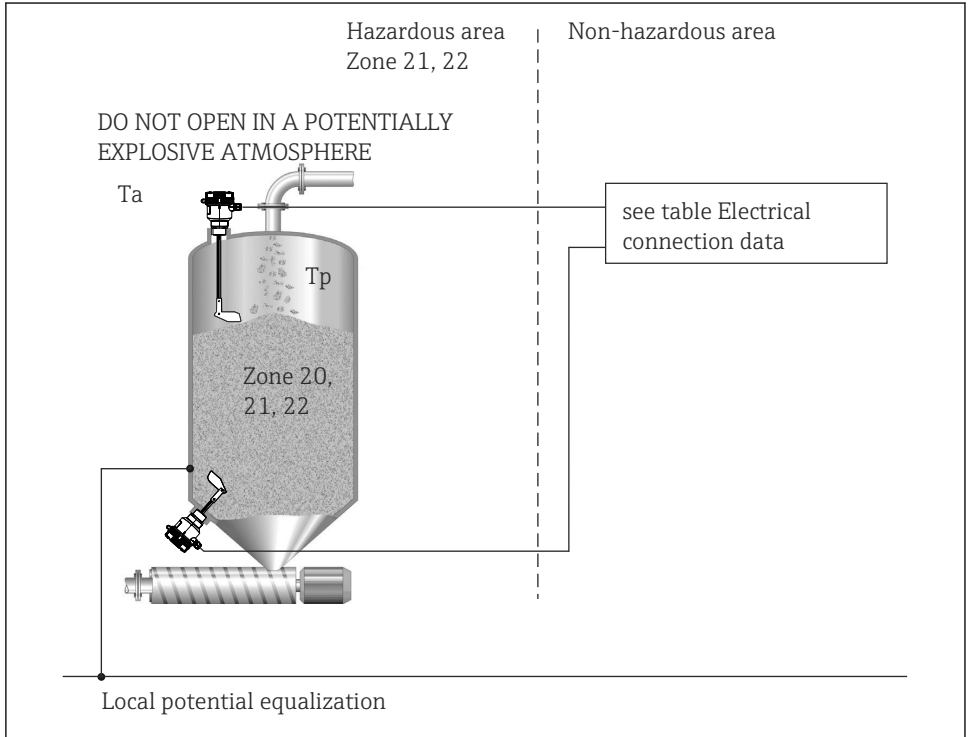 Hazardous area
Zone 21, 22
Non-hazardous area
DO NOT OPEN IN A POTENTIALLY
EXPLOSIVE ATMOSPHERE
Ta
see table Electrical
connection data
Tp
Zone 20,
21, 22
Local potential equalization